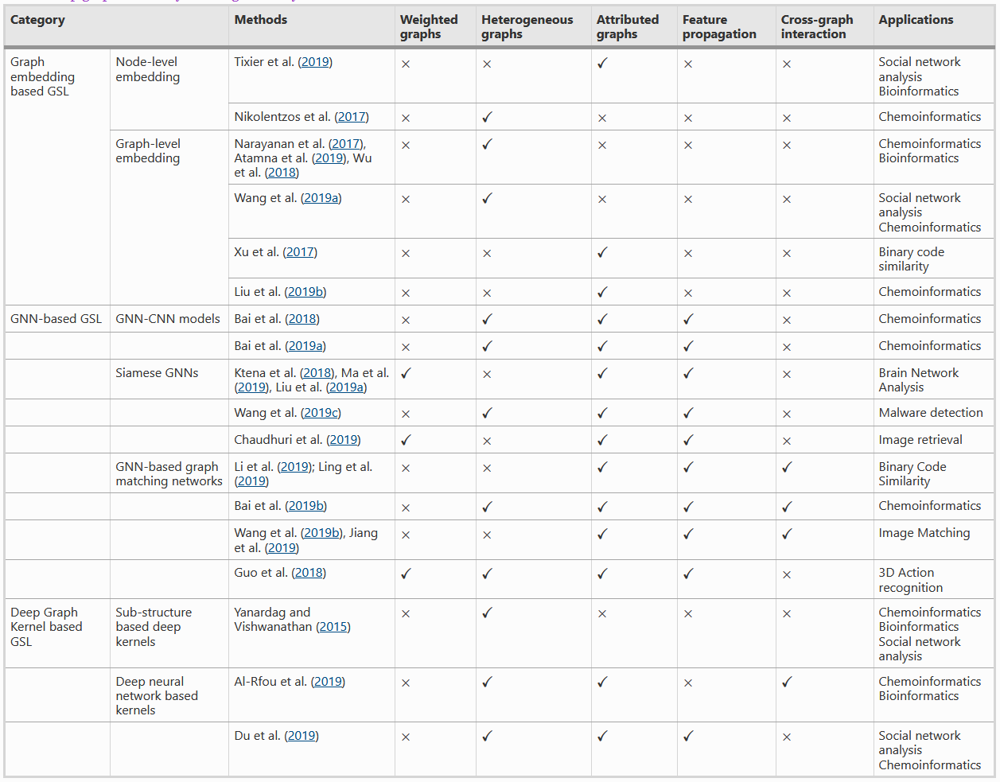 Category Methods Weighted graphs Heterogeneous graphs Attributed graphs Feature propagation Cross-graph interaction Applications
Graph embedding based GSL Node-level embedding Tixier et al. (2019) × × ✓ × × Social network analysis Bioinformatics
Nikolentzos et al. (2017) × ✓ × × × Chemoinformatics
Graph-level embedding Narayanan et al. (2017), Atamna et al. (2019), Wu et al. (2018) × ✓ × × × Chemoinformatics Bioinformatics
Wang et al. (2019a) × ✓ × × × Social network analysis Chemoinformatics
Xu et al. (2017) × × ✓ × × Binary code similarity
Liu et al. (2019b) × × ✓ × × Chemoinformatics
GNN-based GSL GNN-CNN models Bai et al. (2018) × ✓ ✓ ✓ × Chemoinformatics
Bai et al. (2019a) × ✓ ✓ ✓ × Chemoinformatics
Siamese GNNs Ktena et al. (2018), Ma et al. (2019), Liu et al. (2019a) ✓ × ✓ ✓ × Brain Network Analysis
Wang et al. (2019c) × ✓ ✓ ✓ × Malware detection
Chaudhuri et al. (2019) ✓ × ✓ ✓ × Image retrieval
GNN-based graph matching networks Li et al. (2019); Ling et al. (2019) × × ✓ ✓ ✓ Binary Code Similarity
Bai et al. (2019b) × ✓ ✓ ✓ ✓ Chemoinformatics
Wang et al. (2019b), Jiang et al. (2019) × × ✓ ✓ ✓ Image Matching
Guo et al. (2018) ✓ ✓ ✓ ✓ × 3D Action recognition
Deep Graph Kernel based GSL Sub-structure based deep kernels Yanardag and Vishwanathan (2015) × ✓ × × × Chemoinformatics Bioinformatics Social network analysis
Deep neural network based kernels Al-Rfou et al. (2019) × ✓ ✓ × ✓ Chemoinformatics Bioinformatics
Du et al. (2019) × ✓ ✓ ✓ × Social network analysis Chemoinformatics